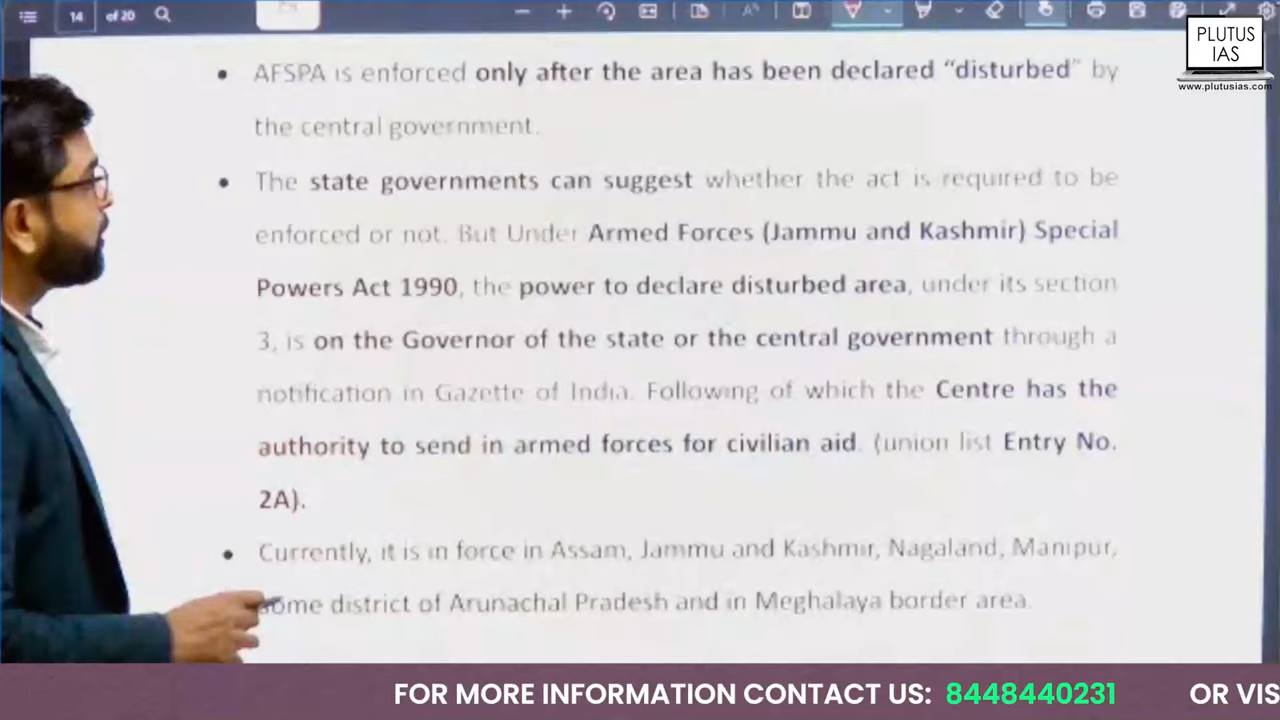 14 of 20
PLUTUS
IAS
www.plutusias.com
• AFSPA is enforced only after the area has been declared “disturbed” by
the central government.
• The state governments can suggest whether the act is required to be
enforced or not. But Under Armed Forces (Jammu and Kashmir) Special
Powers Act 1990, the power to declare disturbed area, under its section
3, is on the Governor of the state or the central government through a
notification in Gazette of India. Following of which the Centre has the
authority to send in armed forces for civilian aid. (union list Entry No.
2A).
• Currently, it is in force in Assam, Jammu and Kashmir, Nagaland, Manipur,
some district of Arunachal Pradesh and in Meghalaya border area.
FOR MORE INFORMATION CONTACT US: 8448440231 OR VIS